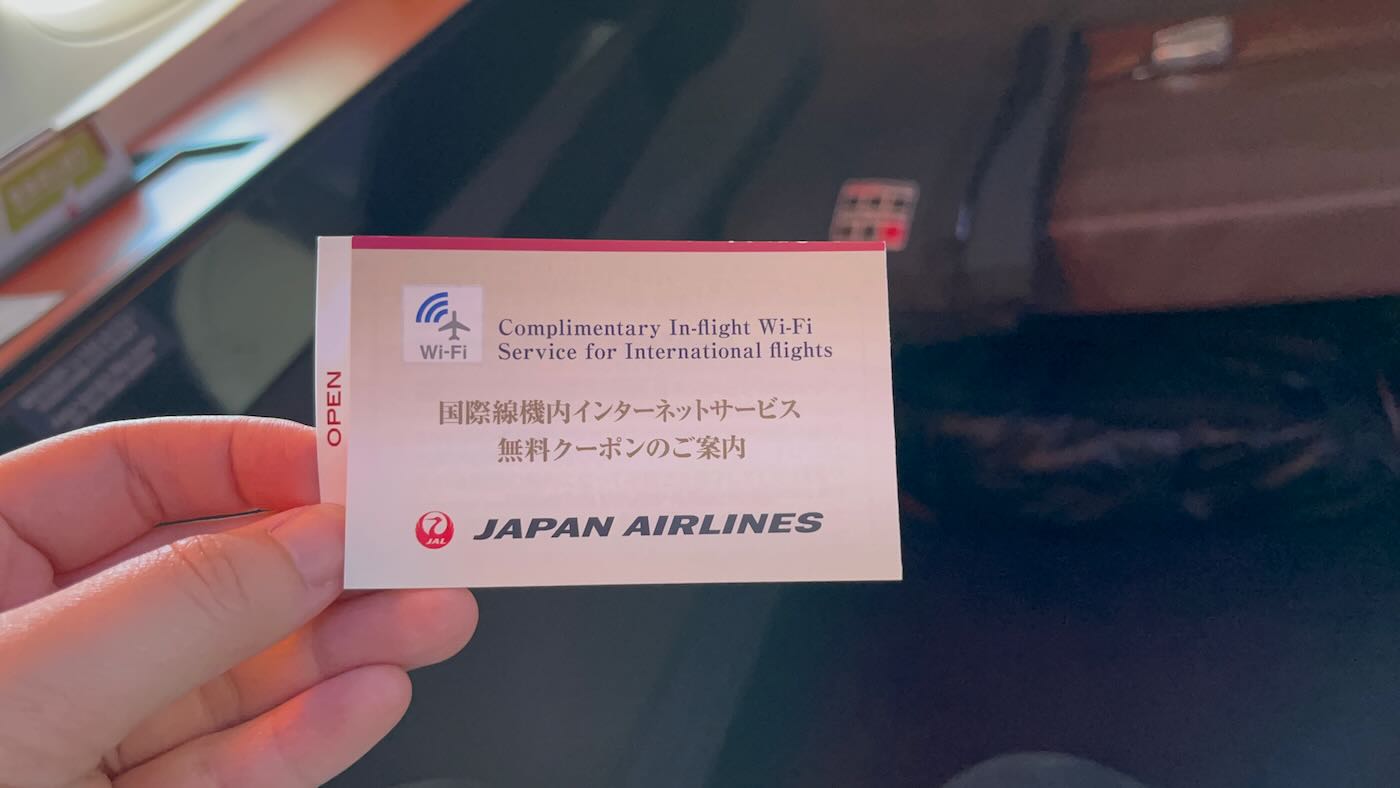 OPEN
Wi-Fi
Complimentary In-flight Wi-Fi
Service for International flights
国際線機内インターネットサービス
無料クーポンのご案内
JAL
JAPAN AIRLINES